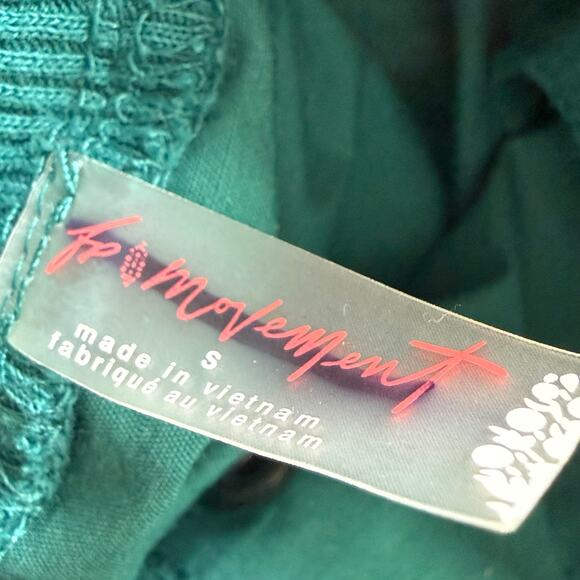 fp movement
s
made in vietnam
fabriqué au vietnam